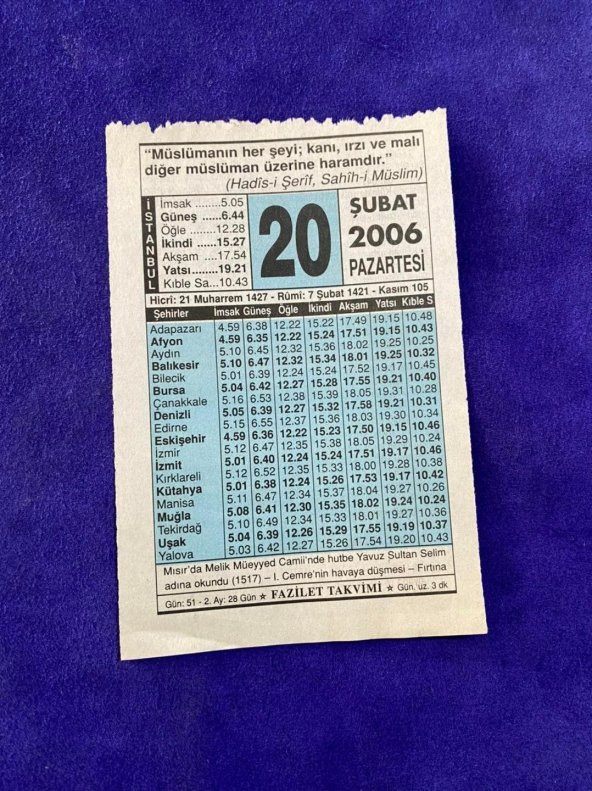 “Müslümanın her şeyi; kanı, ırzı ve malı
diğer müslüman üzerine haramdır.”
(Hadîs-i Şerîf, Sahîh-i Müslim)
İSTANBUL
İmsak ........5.05
Güneş ......6.44
Öğle ........12.28
İkindi ......15.27
Akşam ....17.54
Yatsı........19.21
Kıble Sa...10.43
20
ŞUBAT
2006
PAZARTESİ
Hicrî: 21 Muharrem 1427 - Rûmi: 7 Şubat 1421 - Kasım 105
Şehirler İmsak Güneş Öğle İkindi Akşam Yatsı Kıble S
Adapazarı 4.59 6.38 12.22 15.22 17.49 19.15 10.48
Afyon 4.59 6.35 12.22 15.24 17.51 19.15 10.43
Aydın 5.10 6.45 12.32 15.36 18.02 19.25 10.25
Balıkesir 5.10 6.47 12.32 15.34 18.01 19.25 10.32
Bilecik 5.01 6.39 12.24 15.24 17.52 19.17 10.45
Bursa 5.04 6.42 12.27 15.28 17.55 19.21 10.40
Çanakkale 5.16 6.53 12.38 15.39 18.05 19.31 10.28
Denizli 5.05 6.39 12.27 15.32 17.58 19.21 10.31
Edirne 5.15 6.55 12.37 15.36 18.03 19.30 10.34
Eskişehir 4.59 6.36 12.22 15.23 17.50 19.15 10.46
İzmir 5.12 6.47 12.35 15.38 18.05 19.29 10.24
İzmit 5.01 6.40 12.24 15.24 17.51 19.17 10.46
Kırklareli 5.12 6.52 12.35 15.33 18.00 19.28 10.38
Kütahya 5.01 6.38 12.24 15.26 17.53 19.17 10.42
Manisa 5.11 6.47 12.34 15.37 18.04 19.27 10.26
Muğla 5.08 6.41 12.30 15.35 18.02 19.24 10.24
Tekirdağ 5.10 6.49 12.34 15.33 18.01 19.27 10.36
Uşak 5.04 6.39 12.26 15.29 17.55 19.19 10.37
Yalova 5.03 6.42 12.27 15.26 17.54 19.20 10.43
Mısır’da Melik Müeyyed Camii’nde hutbe Yavuz Sultan Selim
adına okundu (1517) – I. Cemre’nin havaya düşmesi – Fırtına
Gün: 51 - 2. Ay: 28 Gün ★ FAZİLET TAKVİMİ ★ Gün. uz. 3 dk